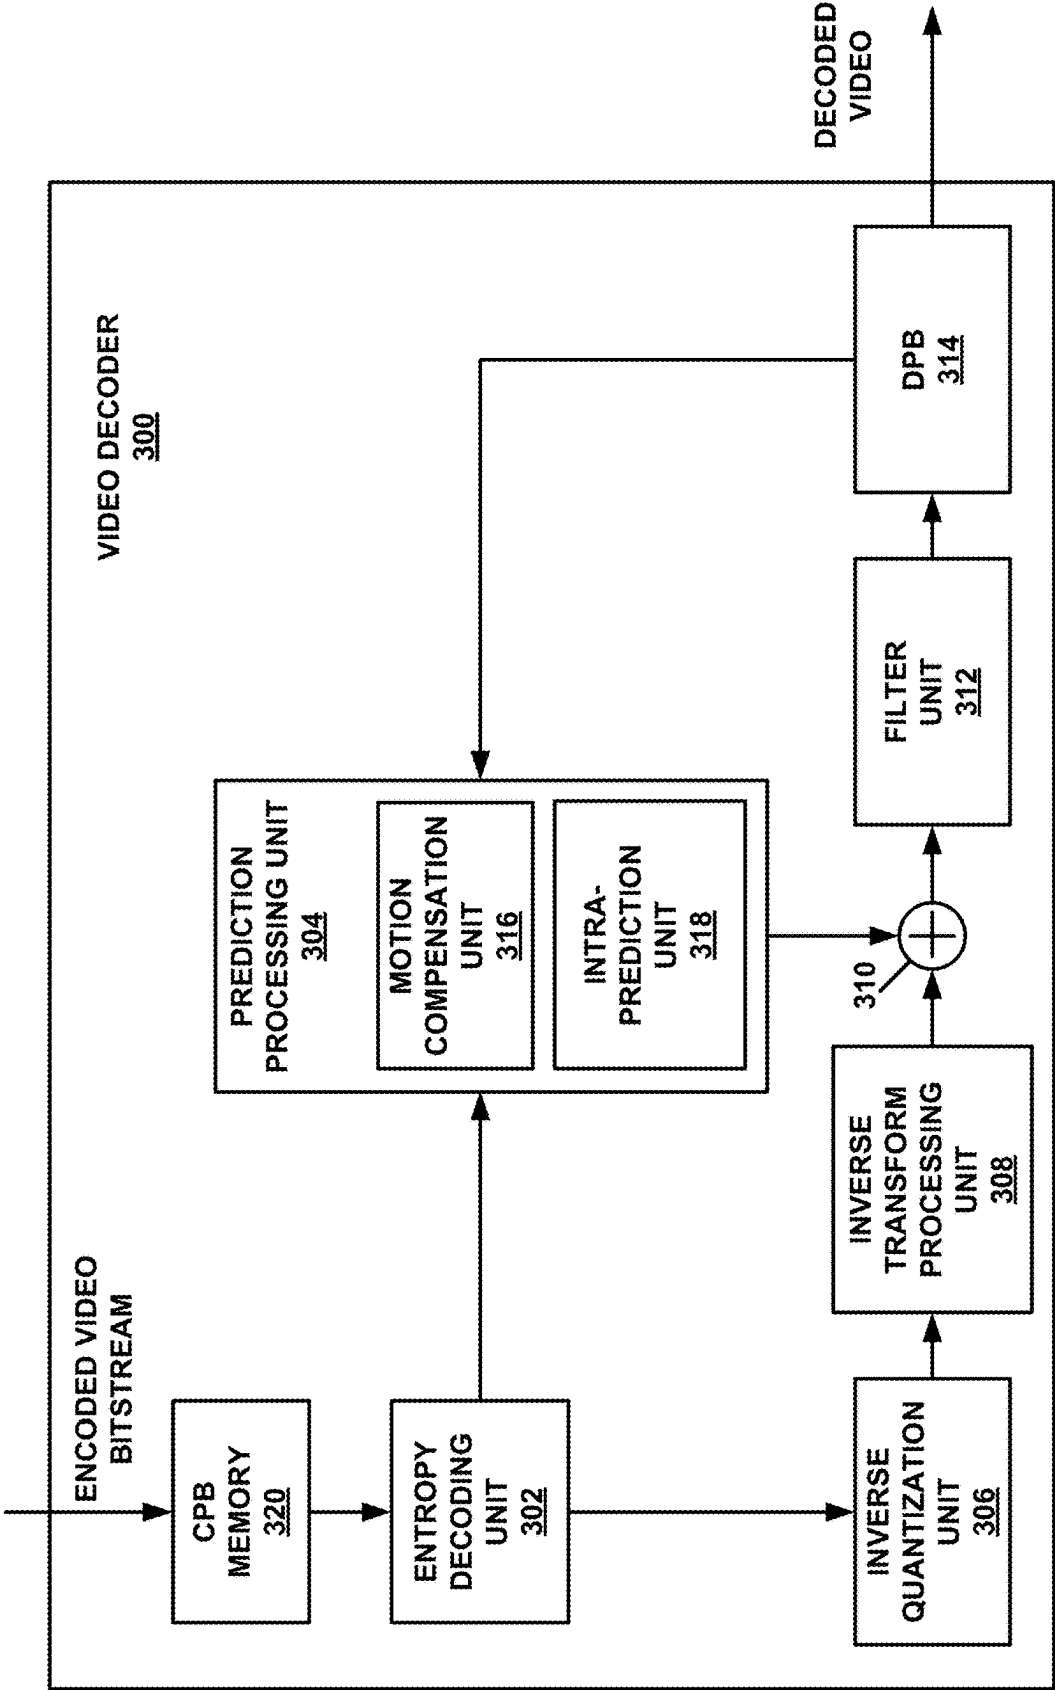 ENCODED VIDEO
BITSTREAM
VIDEO DECODER
300
CPB
MEMORY
320
ENTROPY
DECODING
UNIT
302
PREDICTION
PROCESSING UNIT
304
MOTION
COMPENSATION
UNIT
316
INTRA-
PREDICTION
UNIT
318
INVERSE
QUANTIZATION
UNIT
306
INVERSE
TRANSFORM
PROCESSING
UNIT
308
310
FILTER
UNIT
312
DPB
314
DECODED
VIDEO